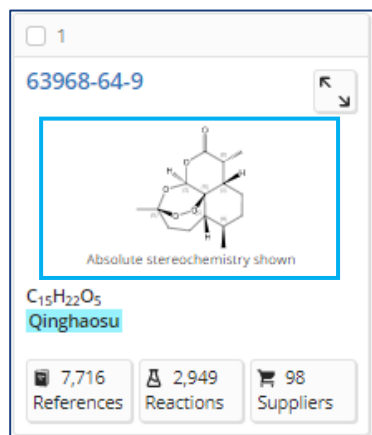 1
63968-64-9
Absolute stereochemistry shown
C₁₅H₂₂O₅
Qinghaosu
7,716
References
2,949
Reactions
98
Suppliers